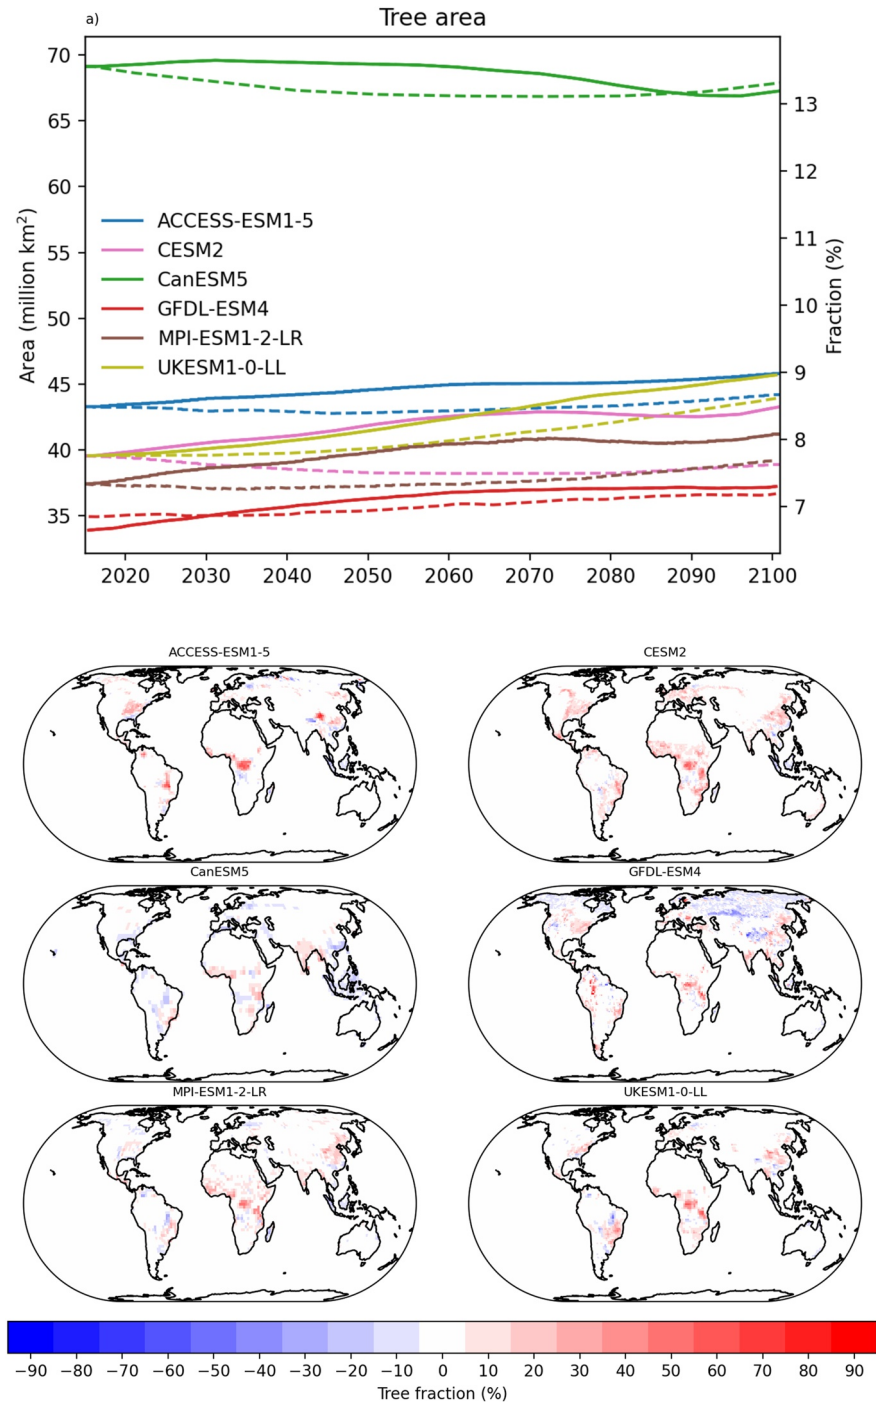 a)
Tree area
70
65
60
55
50
45
40
35
Area (million km²)
13
12
11
10
9
8
7
Fraction (%)
ACCESS-ESM1-5
CESM2
CanESM5
GFDL-ESM4
MPI-ESM1-2-LR
UKESM1-0-LL
2020 2030 2040 2050 2060 2070 2080 2090 2100
ACCESS-ESM1-5
CESM2
CanESM5
GFDL-ESM4
MPI-ESM1-2-LR
UKESM1-0-LL
−90 −80 −70 −60 −50 −40 −30 −20 −10 0 10 20 30 40 50 60 70 80 90
Tree fraction (%)